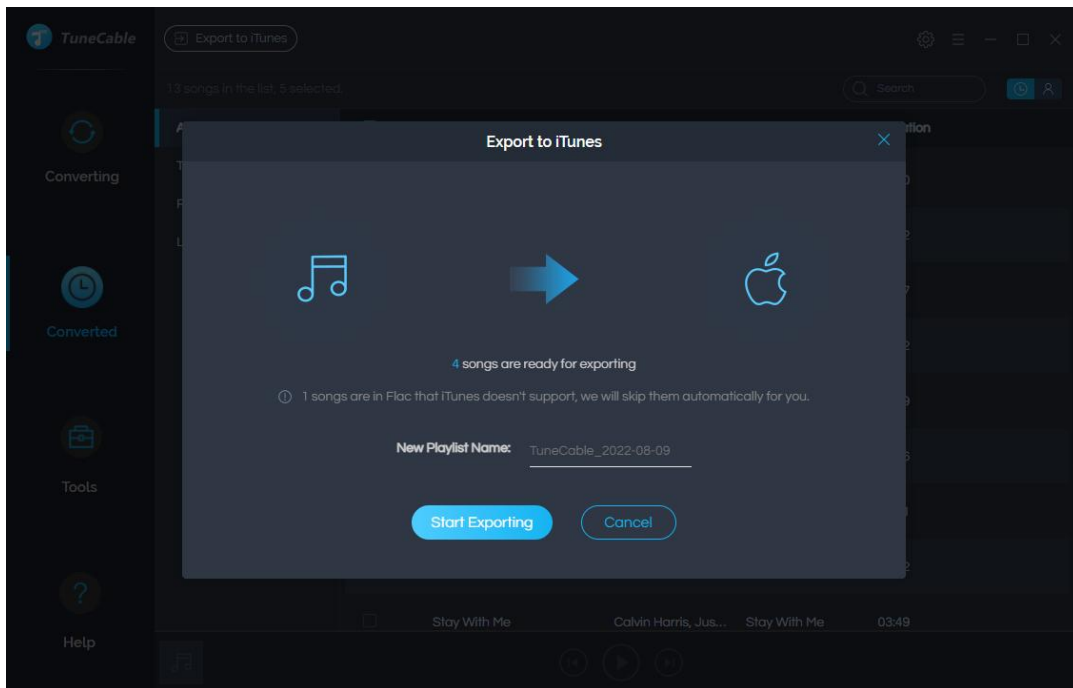 TuneCable
Export to iTunes
13 songs in the list, 5 selected.
Search
Converting
Converted
Tools
Help
Export to iTunes
4 songs are ready for exporting
1 songs are in Flac that iTunes doesn't support, we will skip them automatically for you.
New Playlist Name: TuneCable_2022-08-09
Start Exporting
Cancel
Stay With Me Calvin Harris, Jus... Stay With Me 03:49